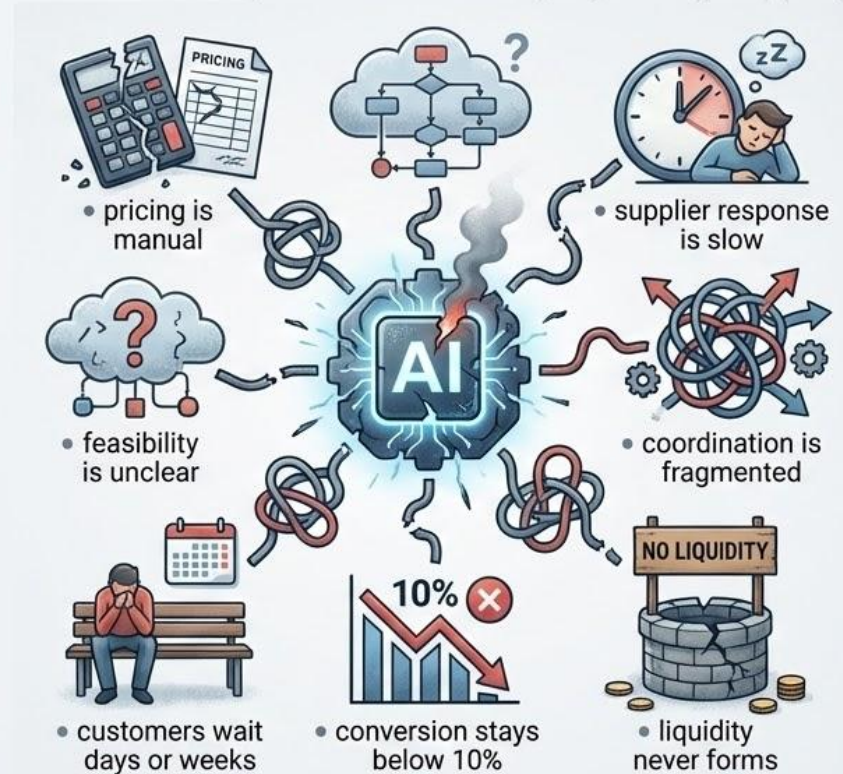 PRICING
?
zZ
• pricing is
manual
• supplier response
is slow
AI
?
• feasibility
is unclear
• coordination is
fragmented
NO LIQUIDITY
10%
• customers wait
days or weeks
• conversion stays
below 10%
• liquidity
never forms